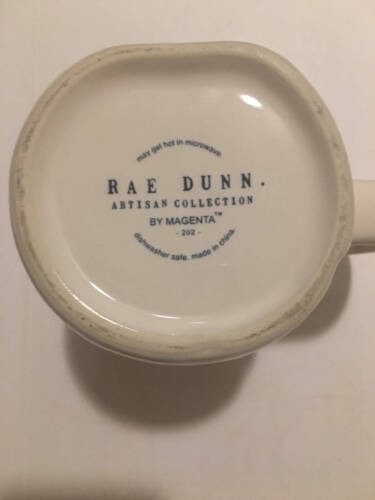 may get hot in microwave.
RAE DUNN.
ARTISAN COLLECTION
BY MAGENTA™
- 202 -
dishwasher safe. made in china.